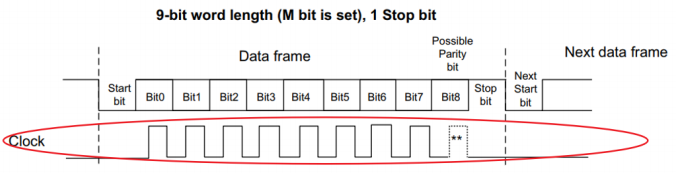 9-bit word length (M bit is set), 1 Stop bit
Possible
Parity
bit
Data frame
Next data frame
Start
bit
Bit0
Bit1
Bit2
Bit3
Bit4
Bit5
Bit6
Bit7
Bit8
Stop
bit
Next
Start
bit
Clock
**